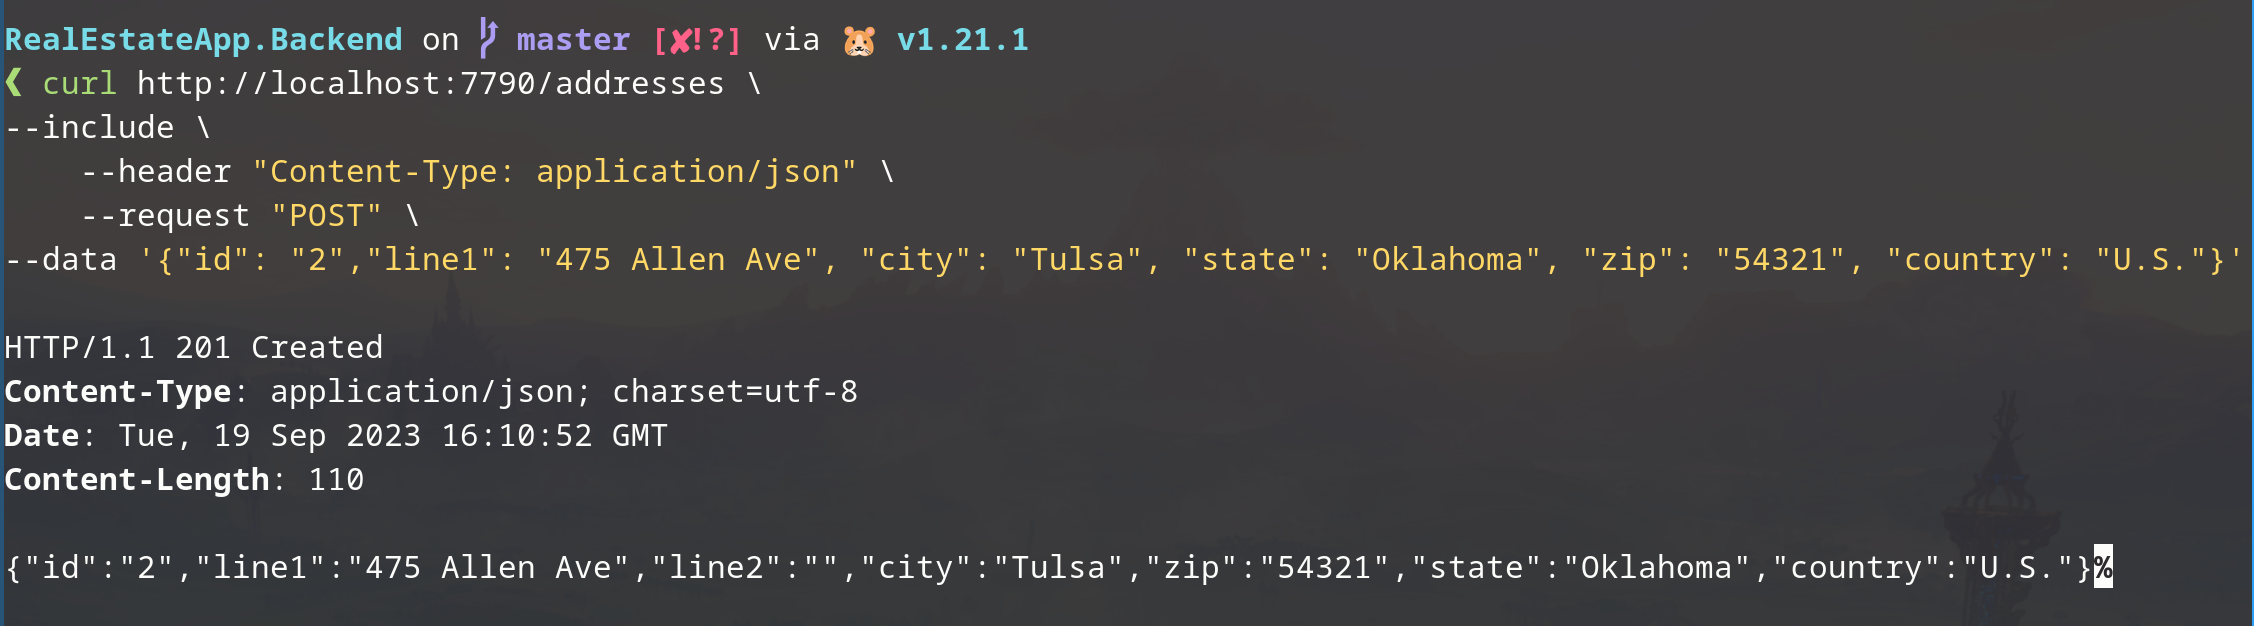 RealEstateApp.Backend on master [✘!?] via 🐹 v1.21.1
❮ curl http://localhost:7790/addresses \
--include \
    --header "Content-Type: application/json" \
    --request "POST" \
--data '{"id": "2","line1": "475 Allen Ave", "city": "Tulsa", "state": "Oklahoma", "zip": "54321", "country": "U.S."}'
HTTP/1.1 201 Created
Content-Type: application/json; charset=utf-8
Date: Tue, 19 Sep 2023 16:10:52 GMT
Content-Length: 110
{"id":"2","line1":"475 Allen Ave","line2":"","city":"Tulsa","zip":"54321","state":"Oklahoma","country":"U.S."}%